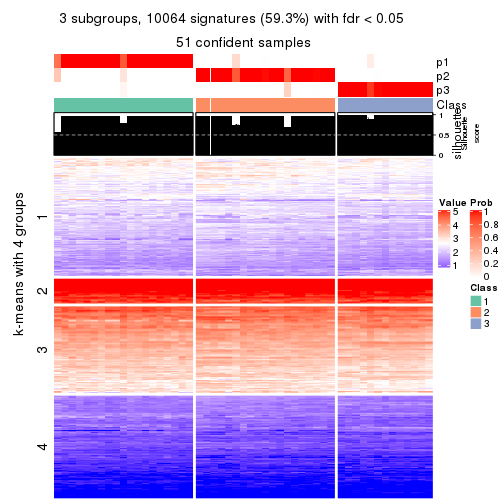 3 subgroups, 10064 signatures (59.3%) with fdr < 0.05
51 confident samples
p1
p2
p3
Class
1
0.5
0
silhouette
Silhouette
score
k-means with 4 groups
1
2
3
4
Value
5
4
3
2
1
Prob
1
0.8
0.6
0.4
0.2
0
Class
1
2
3